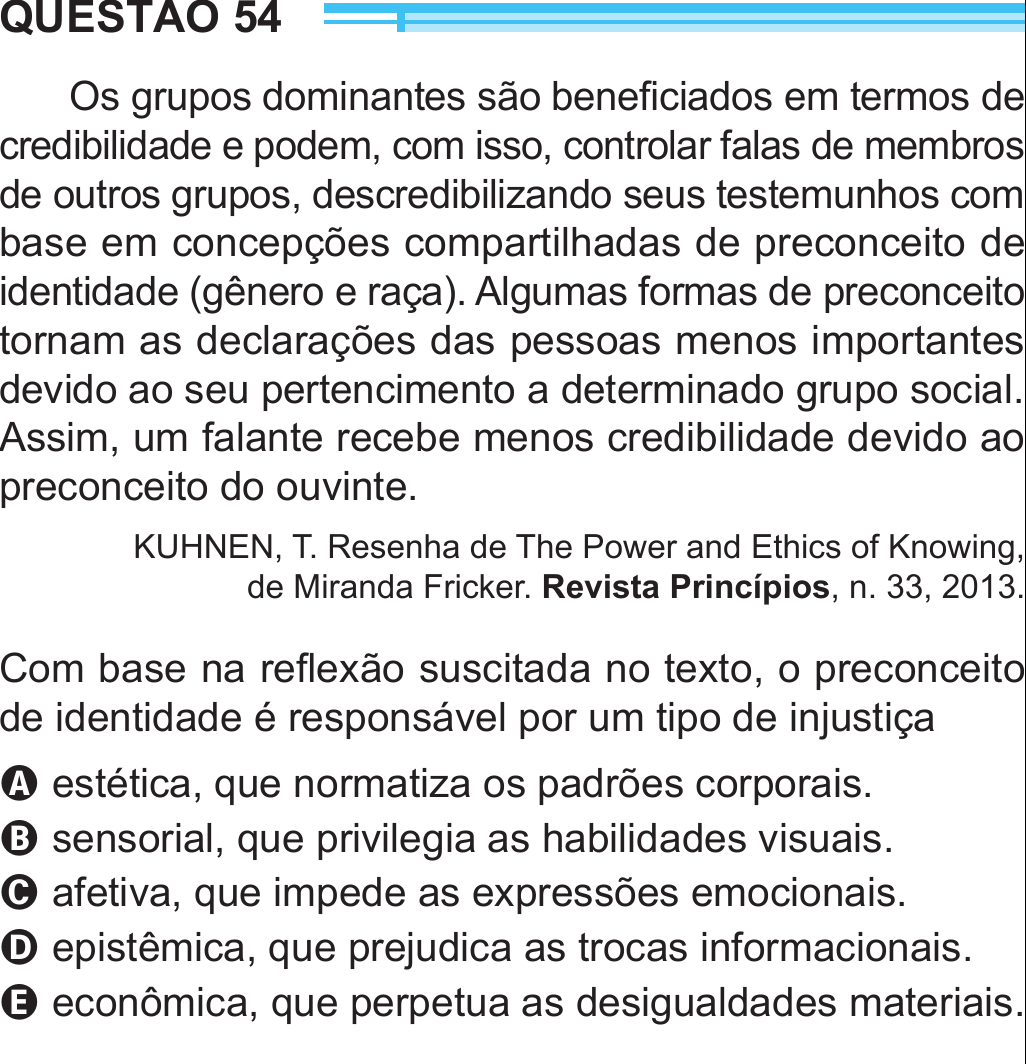 QUESTÃO 54
Os grupos dominantes são beneficiados em termos de
credibilidade e podem, com isso, controlar falas de membros
de outros grupos, descredibilizando seus testemunhos com
base em concepções compartilhadas de preconceito de
identidade (gênero e raça). Algumas formas de preconceito
tornam as declarações das pessoas menos importantes
devido ao seu pertencimento a determinado grupo social.
Assim, um falante recebe menos credibilidade devido ao
preconceito do ouvinte.
KUHNEN, T. Resenha de The Power and Ethics of Knowing,
de Miranda Fricker. Revista Princípios, n. 33, 2013.
Com base na reflexão suscitada no texto, o preconceito
de identidade é responsável por um tipo de injustiça
A estética, que normatiza os padrões corporais.
B sensorial, que privilegia as habilidades visuais.
C afetiva, que impede as expressões emocionais.
D epistêmica, que prejudica as trocas informacionais.
E econômica, que perpetua as desigualdades materiais.